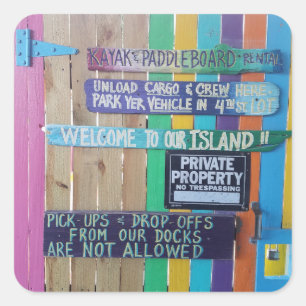 KAYAK & PADDLEBOARD RENTAL
UNLOAD CARGO & CREW HERE
PARK YER VEHICLE IN 4TH ST LOT
WELCOME TO OUR ISLAND!!
PRIVATE
PROPERTY
NO TRESPASSING
PICK-UPS & DROP-OFFS
FROM OUR DOCKS
ARE NOT ALLOWED